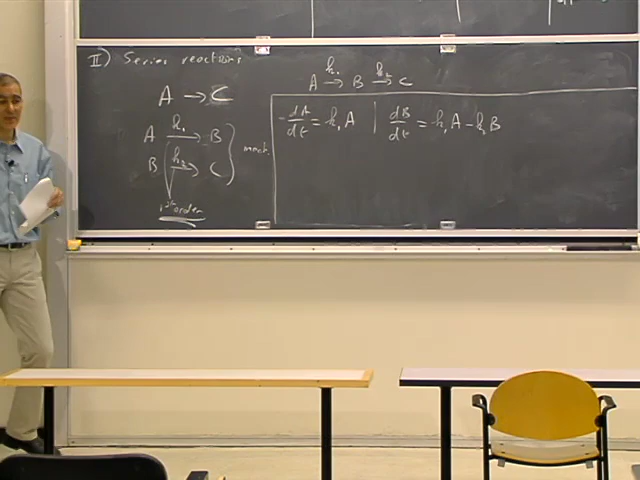 II) Series reactions
A → C
A k₁→ B
B k₂→ C
} mech.
1st order
A k₁→ B k₂→ C
-dA/dt = k₁A | dB/dt = k₁A - k₂B